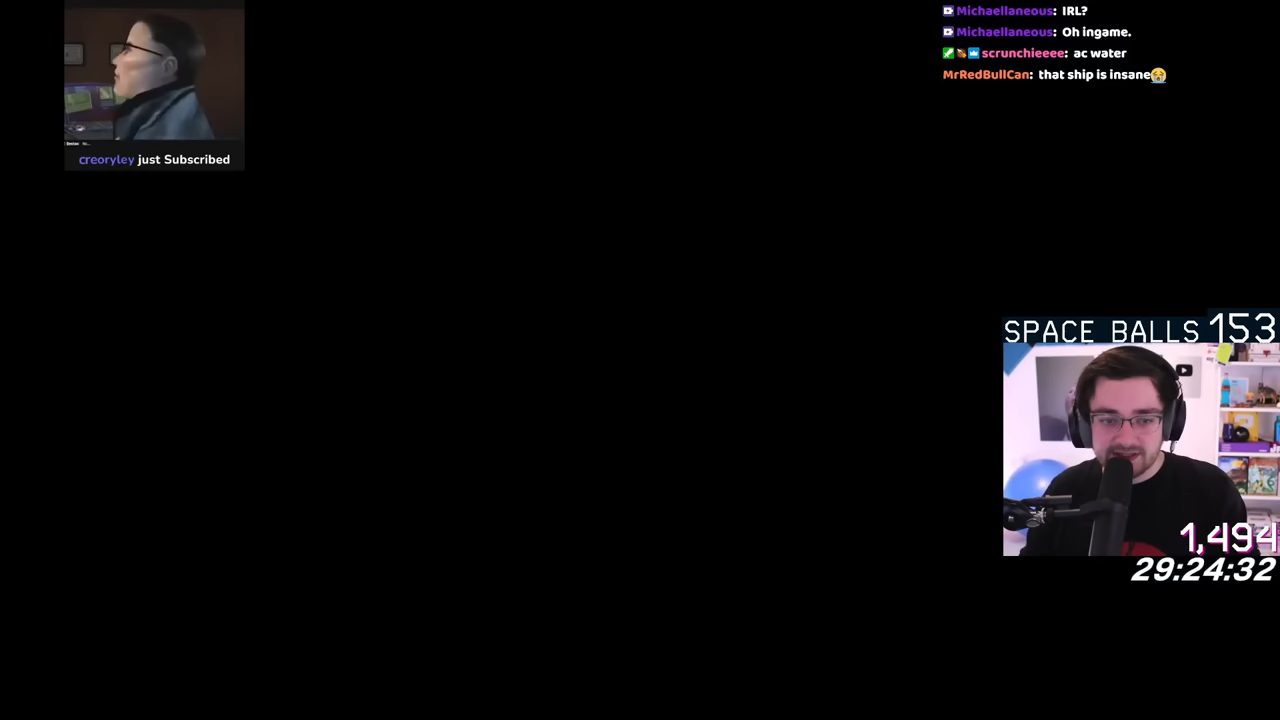 Michaellaneous: IRL?
Michaellaneous: Oh ingame.
scrunchieeee: ac water
MrRedBullCan: that ship is insane😭
creoryley just Subscribed
SPACE BALLS 153
1,494
29:24:32